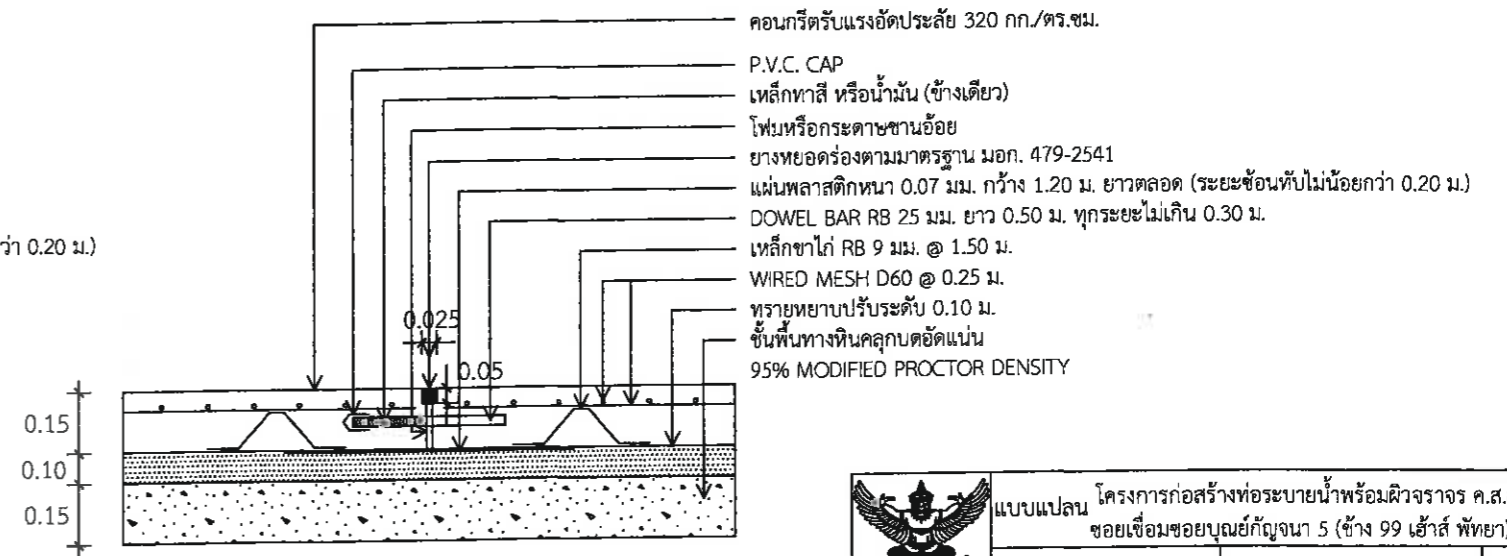 คอนกรีตรับแรงอัดประลัย 320 กก./ตร.ซม.
P.V.C. CAP
เหล็กทาสี หรือน้ำมัน (ข้างเดียว)
โฟมหรือกระดาษชานอ้อย
ยางหยอดร่องตามมาตรฐาน มอก. 479-2541
แผ่นพลาสติกหนา 0.07 มม. กว้าง 1.20 ม. ยาวตลอด (ระยะซ้อนทับไม่น้อยกว่า 0.20 ม.)
DOWEL BAR RB 25 มม. ยาว 0.50 ม. ทุกระยะไม่เกิน 0.30 ม.
ว่า 0.20 ม.)
เหล็กขาไก่ RB 9 มม. @ 1.50 ม.
WIRED MESH D60 @ 0.25 ม.
ทรายหยาบปรับระดับ 0.10 ม.
ชั้นพื้นทางหินคลุกบดอัดแน่น
95% MODIFIED PROCTOR DENSITY
0.025
0.05
0.15
0.10
0.15
แบบแปลน
โครงการก่อสร้างท่อระบายน้ำพร้อมผิวจราจร ค.ส.
ซอยเชื่อมซอยบุณย์กัญจนา 5 (ข้าง 99 เฮ้าส์ พัทยา)